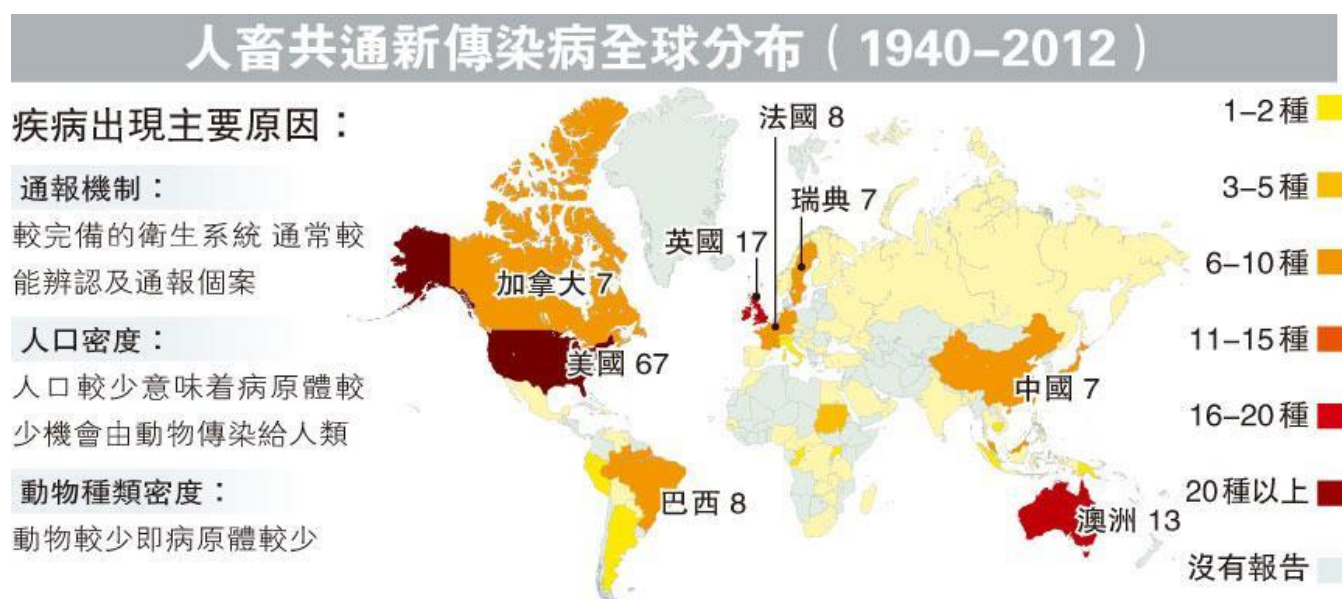 人畜共通新傳染病全球分布（1940–2012）
疾病出現主要原因：
通報機制：
較完備的衛生系統 通常較
能辨認及通報個案
人口密度：
人口較少意味着病原體較
少機會由動物傳染給人類
動物種類密度：
動物較少即病原體較少
法國 8
瑞典 7
英國 17
加拿大 7
美國 67
中國 7
巴西 8
澳洲 13
1–2 種
3–5 種
6–10 種
11–15 種
16–20 種
20種以上
沒有報告